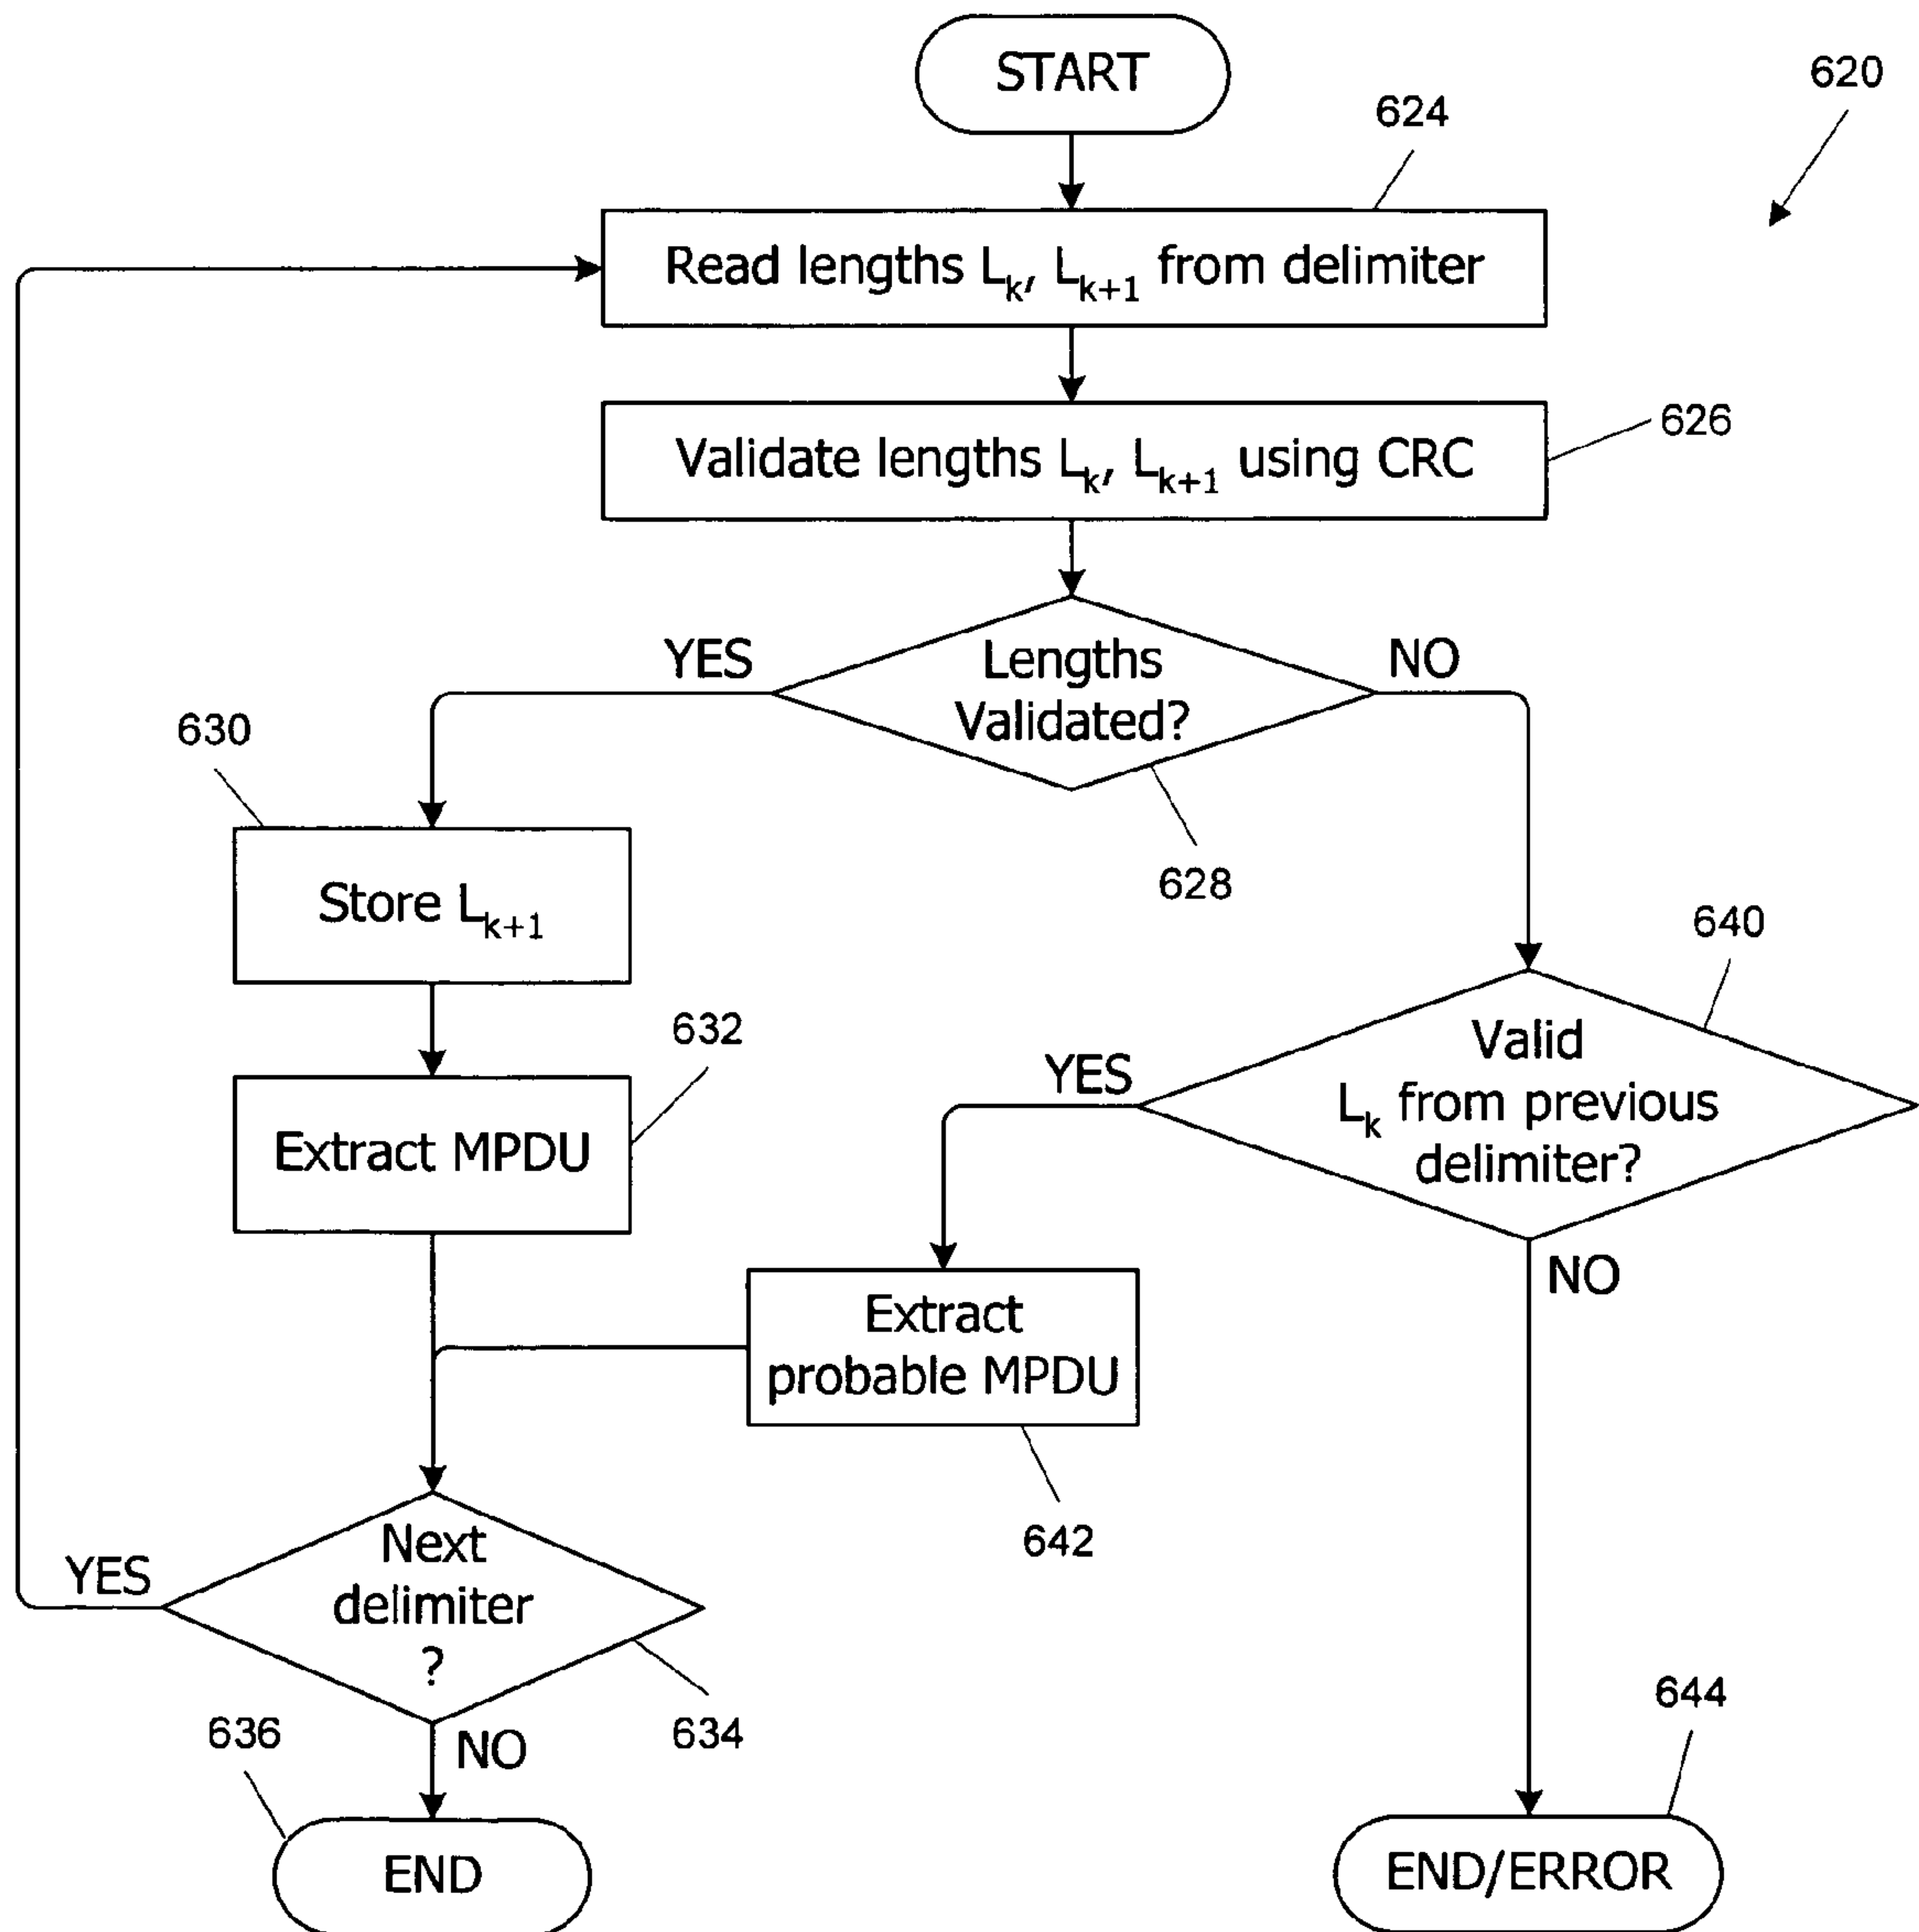 START
620
624
Read lengths Lk, Lk+1 from delimiter
Validate lengths Lk, Lk+1 using CRC
626
YES
Lengths
Validated?
NO
630
628
Store Lk+1
640
632
Valid
Lk from previous
delimiter?
YES
Extract MPDU
NO
Extract
probable MPDU
642
Next
delimiter
?
YES
634
636
NO
644
END
END/ERROR